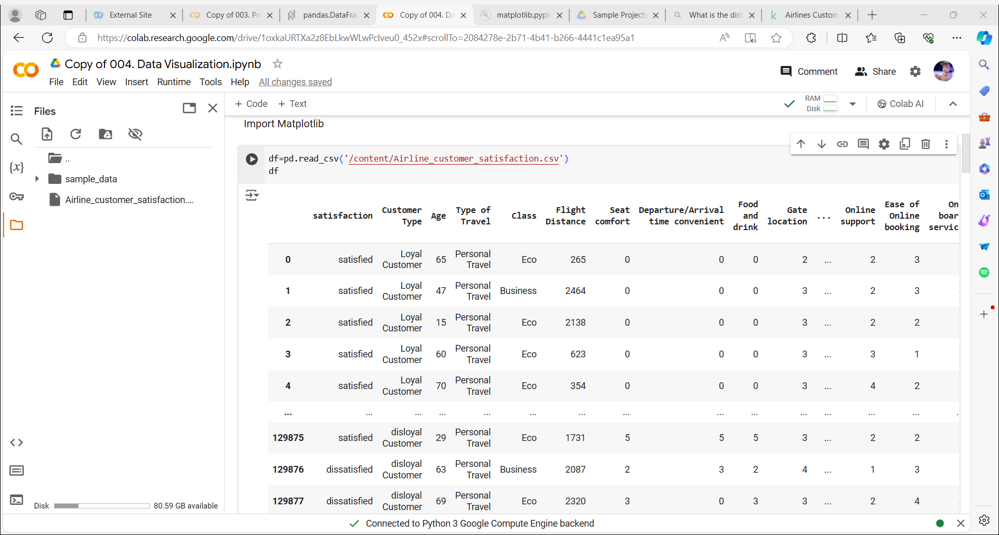 External Site
Copy of 003. Pr
pandas.DataFra
Copy of 004. Da
matplotlib.pyplo
Sample Projects
What is the dist
Airlines Custom
https://colab.research.google.com/drive/1oxkaURTXa2z8EbLkwWLwPclveu0_452x#scrollTo=2084278e-2b71-4b41-b266-4441c1ea95a1
Copy of 004. Data Visualization.ipynb
Comment
Share
File Edit View Insert Runtime Tools Help All changes saved
Files
+ Code + Text
RAM
Disk
Colab AI
..
sample_data
Airline_customer_satisfaction....
Disk
80.59 GB available
Import Matplotlib
df=pd.read_csv('/content/Airline_customer_satisfaction.csv')
df
satisfaction Customer Type Age Type of Travel Class Flight Distance Seat comfort Departure/Arrival time convenient Food and drink Gate location ... Online support Ease of Online booking On boar servic
0 satisfied Loyal Customer 65 Personal Travel Eco 265 0 0 0 2 ... 2 3
1 satisfied Loyal Customer 47 Personal Travel Business 2464 0 0 0 3 ... 2 3
2 satisfied Loyal Customer 15 Personal Travel Eco 2138 0 0 0 3 ... 2 2
3 satisfied Loyal Customer 60 Personal Travel Eco 623 0 0 0 3 ... 3 1
4 satisfied Loyal Customer 70 Personal Travel Eco 354 0 0 0 3 ... 4 2
... ... ... ... ... ... ... ... ... ... ... ... ... ...
129875 satisfied disloyal Customer 29 Personal Travel Eco 1731 5 5 5 3 ... 2 2
129876 dissatisfied disloyal Customer 63 Personal Travel Business 2087 2 3 2 4 ... 1 3
129877 dissatisfied disloyal Customer 69 Personal Travel Eco 2320 3 0 3 3 ... 2 4
Connected to Python 3 Google Compute Engine backend